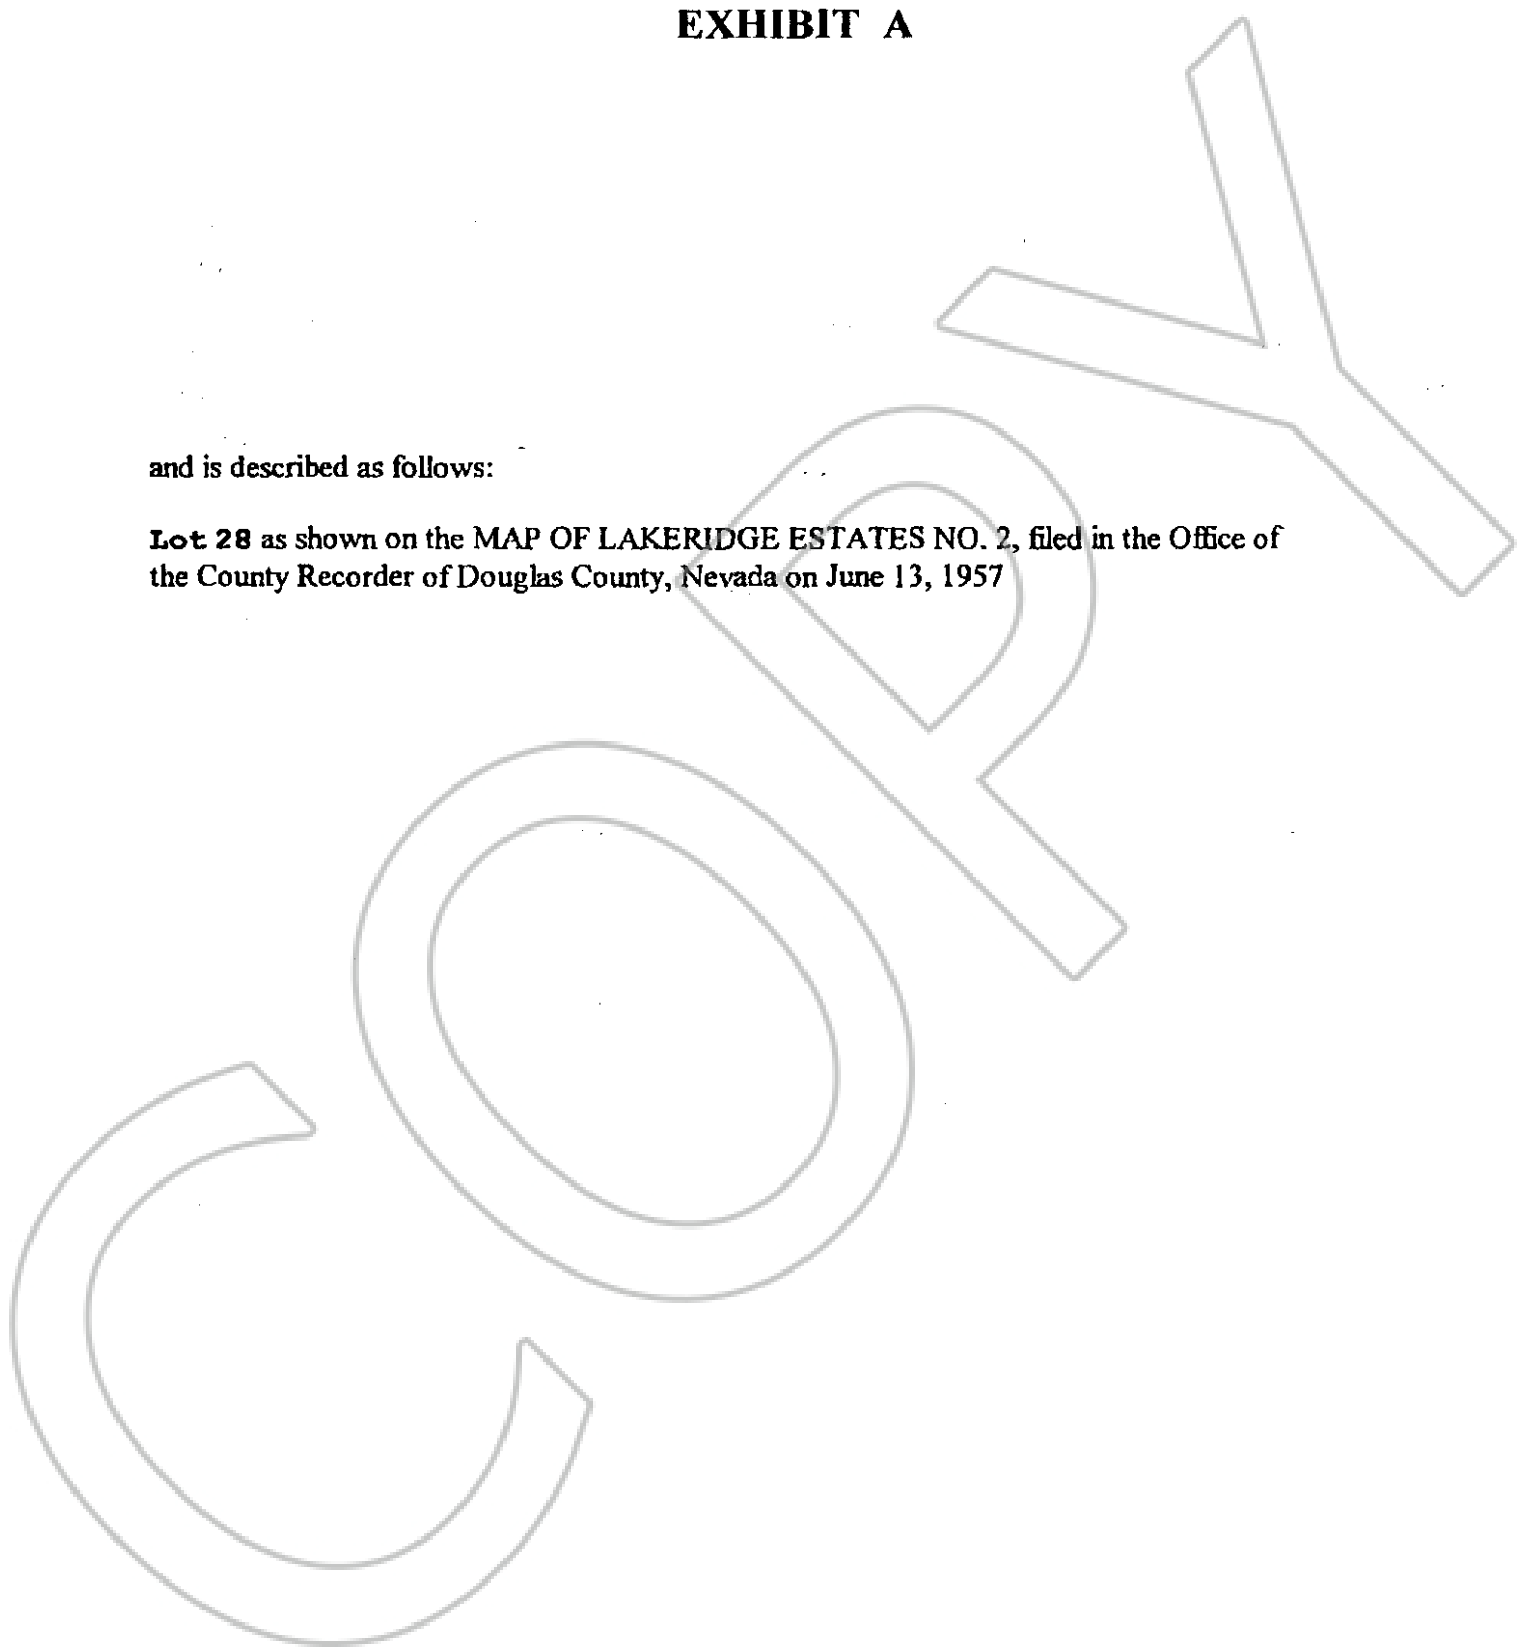 EXHIBIT A
and is described as follows:
Lot 28 as shown on the MAP OF LAKERIDGE ESTATES NO. 2, filed in the Office of
the County Recorder of Douglas County, Nevada on June 13, 1957
COPY